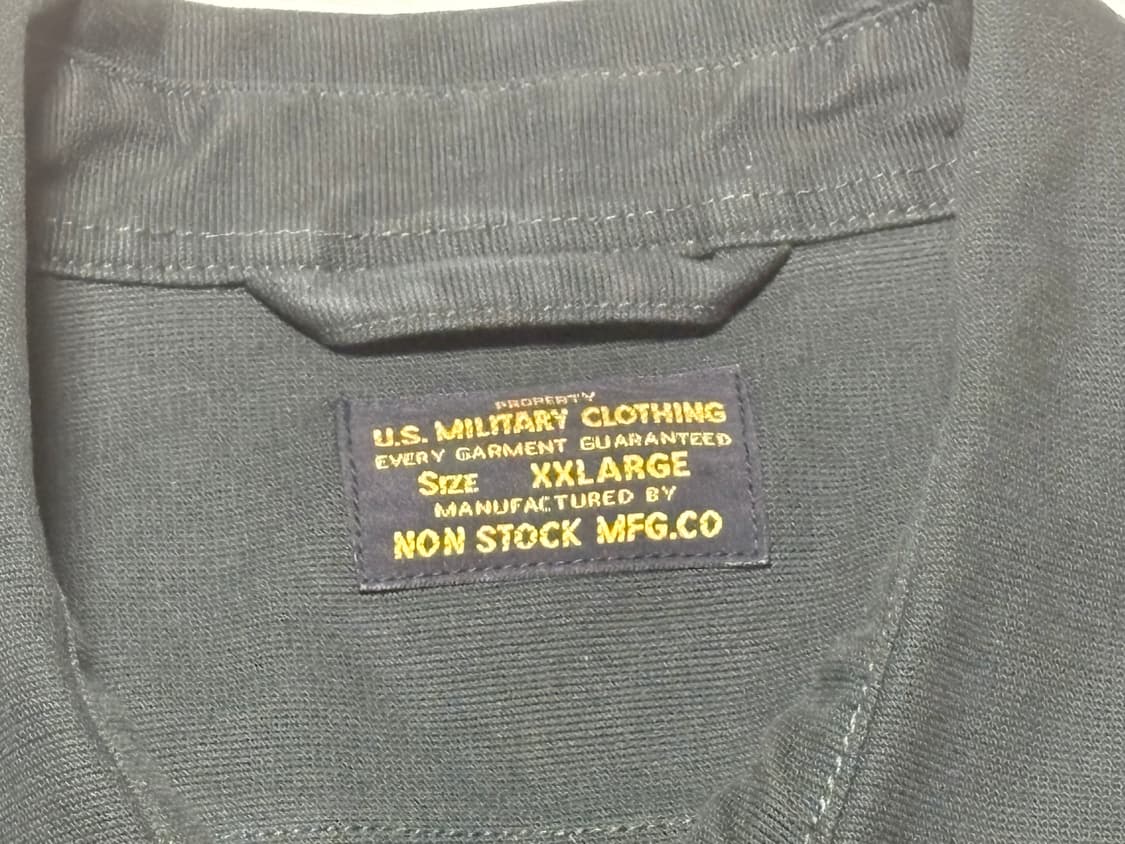 PROPERTY
U.S. MILITARY CLOTHING
EVERY GARMENT GUARANTEED
SIZE XXLARGE
MANUFACTURED BY
NON STOCK MFG.CO